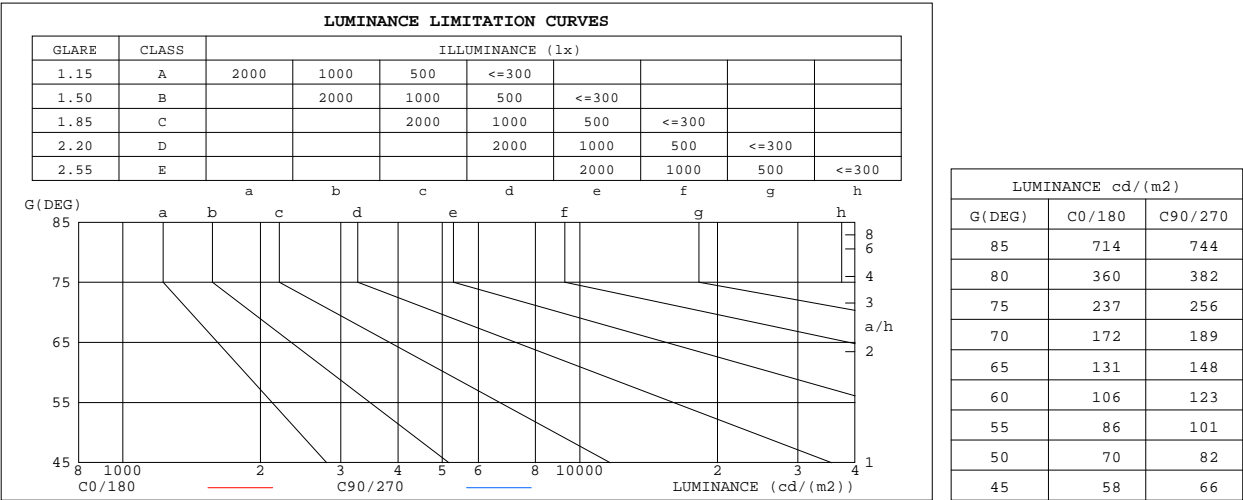 LUMINANCE LIMITATION CURVES
GLARE CLASS ILLUMINANCE (lx)
1.15 A 2000 1000 500 <=300
1.50 B 2000 1000 500 <=300
1.85 C 2000 1000 500 <=300
2.20 D 2000 1000 500 <=300
2.55 E 2000 1000 500 <=300
a b c d e f g h
G(DEG)
a b c d e f g h
85
8
6
75
4
3
a/h
65
2
55
45
1
8 1000 2 3 4 5 6 8 10000 2 3 4
C0/180 C90/270 LUMINANCE (cd/(m2))
LUMINANCE cd/(m2)
G(DEG) C0/180 C90/270
85 714 744
80 360 382
75 237 256
70 172 189
65 131 148
60 106 123
55 86 101
50 70 82
45 58 66